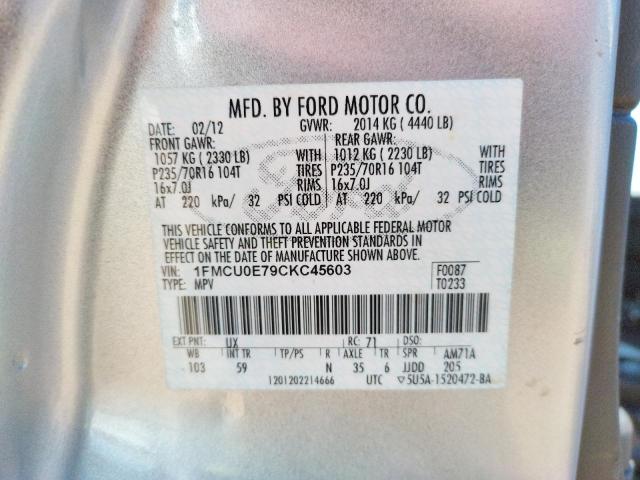 MFD. BY FORD MOTOR CO.
DATE: 02/12 GVWR: 2014 KG ( 4440 LB)
FRONT GAWR: REAR GAWR:
1057 KG ( 2330 LB) WITH 1012 KG ( 2230 LB) WITH
P235/70R16 104T TIRES P235/70R16 104T TIRES
16x7.0J RIMS 16x7.0J RIMS
AT 220 kPa/ 32 PSI COLD AT 220 kPa/ 32 PSI COLD
THIS VEHICLE CONFORMS TO ALL APPLICABLE FEDERAL MOTOR
VEHICLE SAFETY AND THEFT PREVENTION STANDARDS IN
EFFECT ON THE DATE OF MANUFACTURE SHOWN ABOVE.
VIN: 1FMCU0E79CKC45603 F0087
TYPE: MPV T0233
EXT PNT: UX RC: 71 DSO:
WB INT TR TP/PS R AXLE TR SPR AM71A
103 59 N 35 6 JJDD 205
1201202214666 UTC ▽5U5A-1520472-BA
Ford